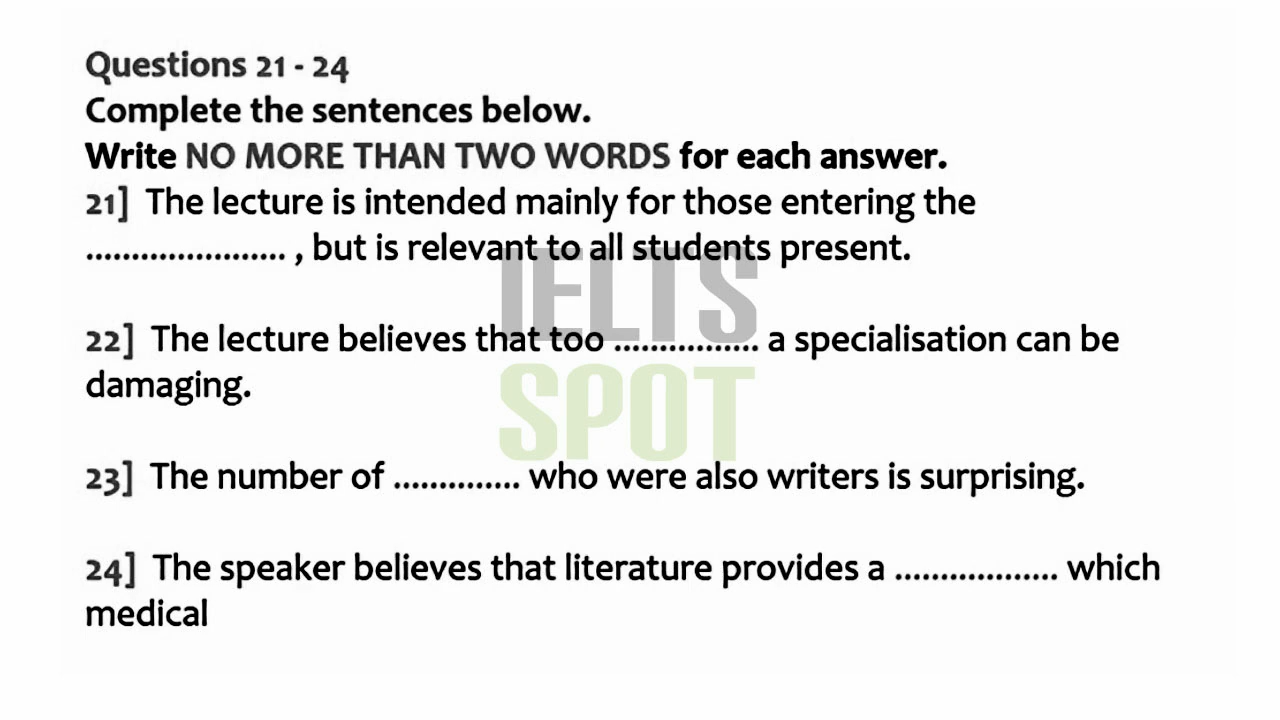 Questions 21 - 24
Complete the sentences below.
Write NO MORE THAN TWO WORDS for each answer.
21] The lecture is intended mainly for those entering the
...................... , but is relevant to all students present.
IELTS
22] The lecture believes that too ................ a specialisation can be
damaging.
SPOT
23] The number of .............. who were also writers is surprising.
24] The speaker believes that literature provides a .................. which
medical